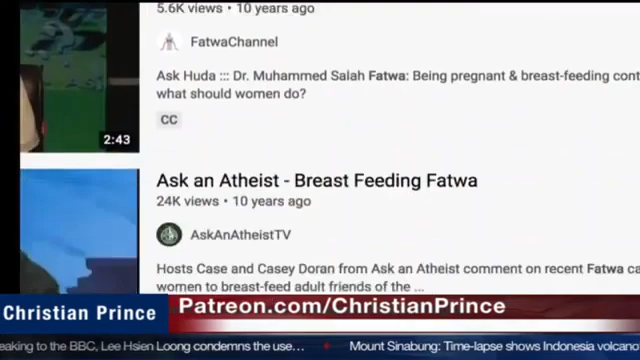 5.6K views • 10 years ago
FatwaChannel
Ask Huda ::: Dr. Muhammed Salah Fatwa: Being pregnant & breast-feeding cont
what should women do?
CC
2:43
Ask an Atheist - Breast Feeding Fatwa
24K views • 10 years ago
AskAnAtheistTV
Hosts Case and Casey Doran from Ask an Atheist comment on recent Fatwa ca
women to breast-feed adult friends of the ...
Christian Prince
Patreon.com/ChristianPrince
eaking to the BBC, Lee Hsien Loong condemns the use...
Mount Sinabung: Time-lapse shows Indonesia volcano